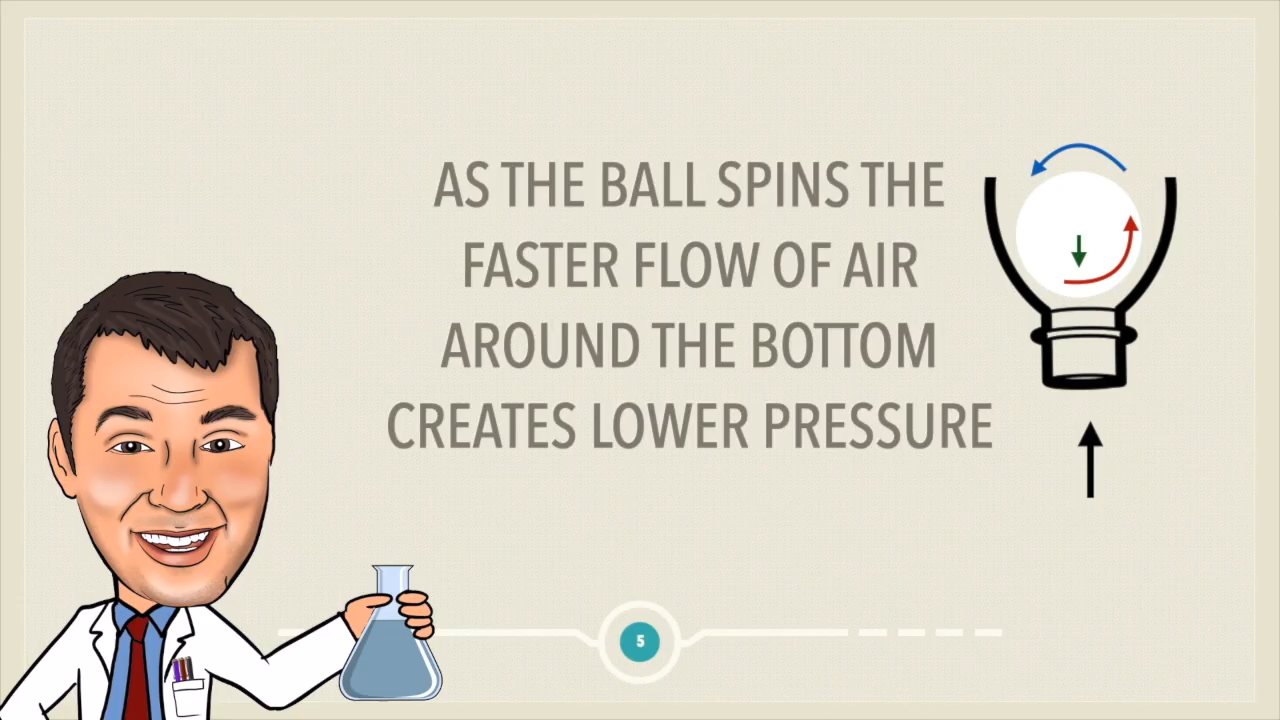 AS THE BALL SPINS THE
FASTER FLOW OF AIR
AROUND THE BOTTOM
CREATES LOWER PRESSURE
5